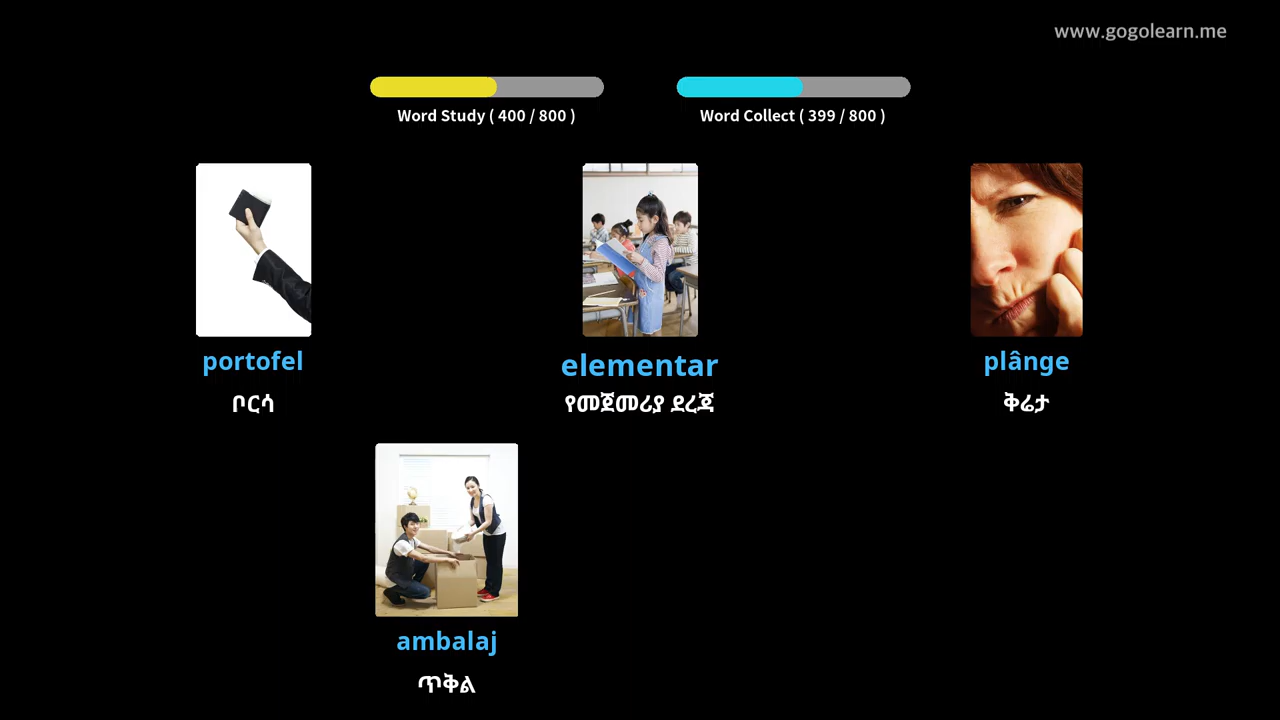 www.gogolearn.me
Word Study ( 400 / 800 )
Word Collect ( 399 / 800 )
portofel
elementar
plânge
ቦርሳ
የመጀመሪያ ደረጃ
ቅሬታ
ambalaj
ጥቅል